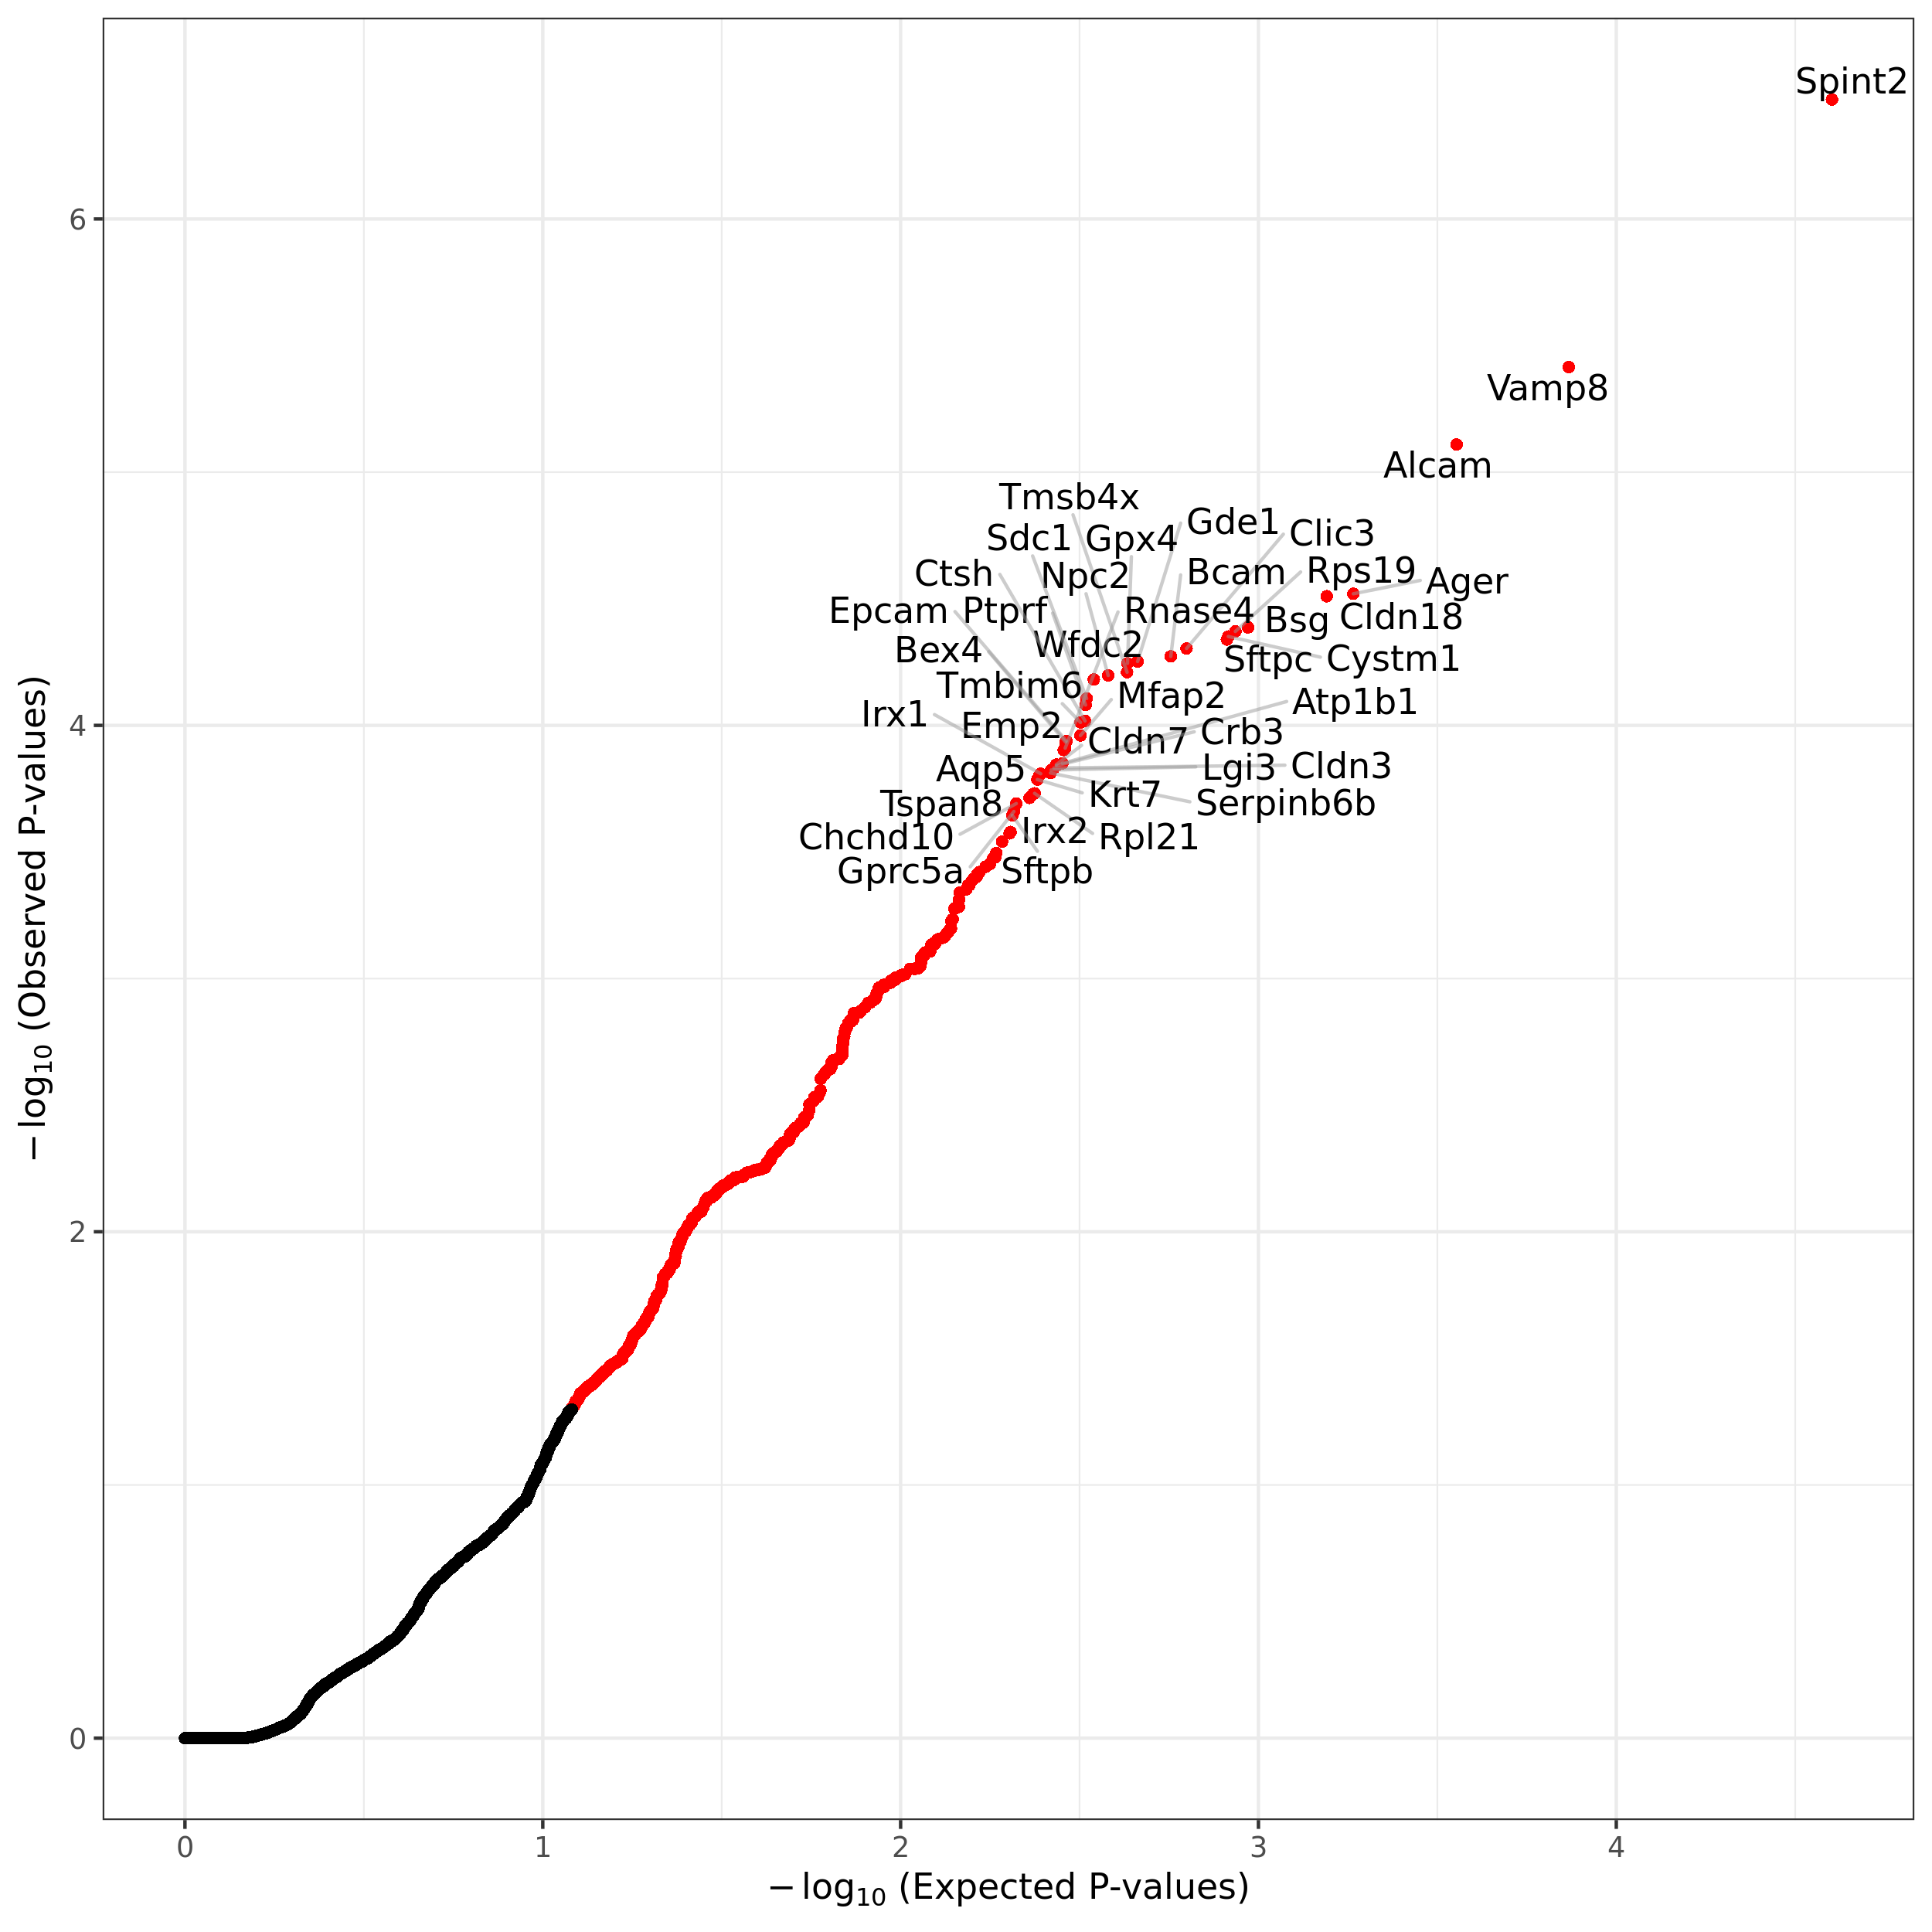 Spint2
6
Vamp8
Alcam
Tmsb4x
Gde1
Clic3
Sdc1 Gpx4
Ctsh
Npc2
Bcam
Rps19
Ager
Epcam Ptprf
Rnase4
Bsg
Cldn18
Bex4
Wfdc2
Sftpc
Cystm1
Tmbim6
Mfap2
Atp1b1
Irx1
Emp2
4
Cldn7
Crb3
Aqp5
Lgi3
Cldn3
Tspan8
Krt7
Serpinb6b
Chchd10
Irx2
Rpl21
Gprc5a
Sftpb
2
0
0
1
2
3
4
−log10 (Observed P-values)
−log10 (Expected P-values)